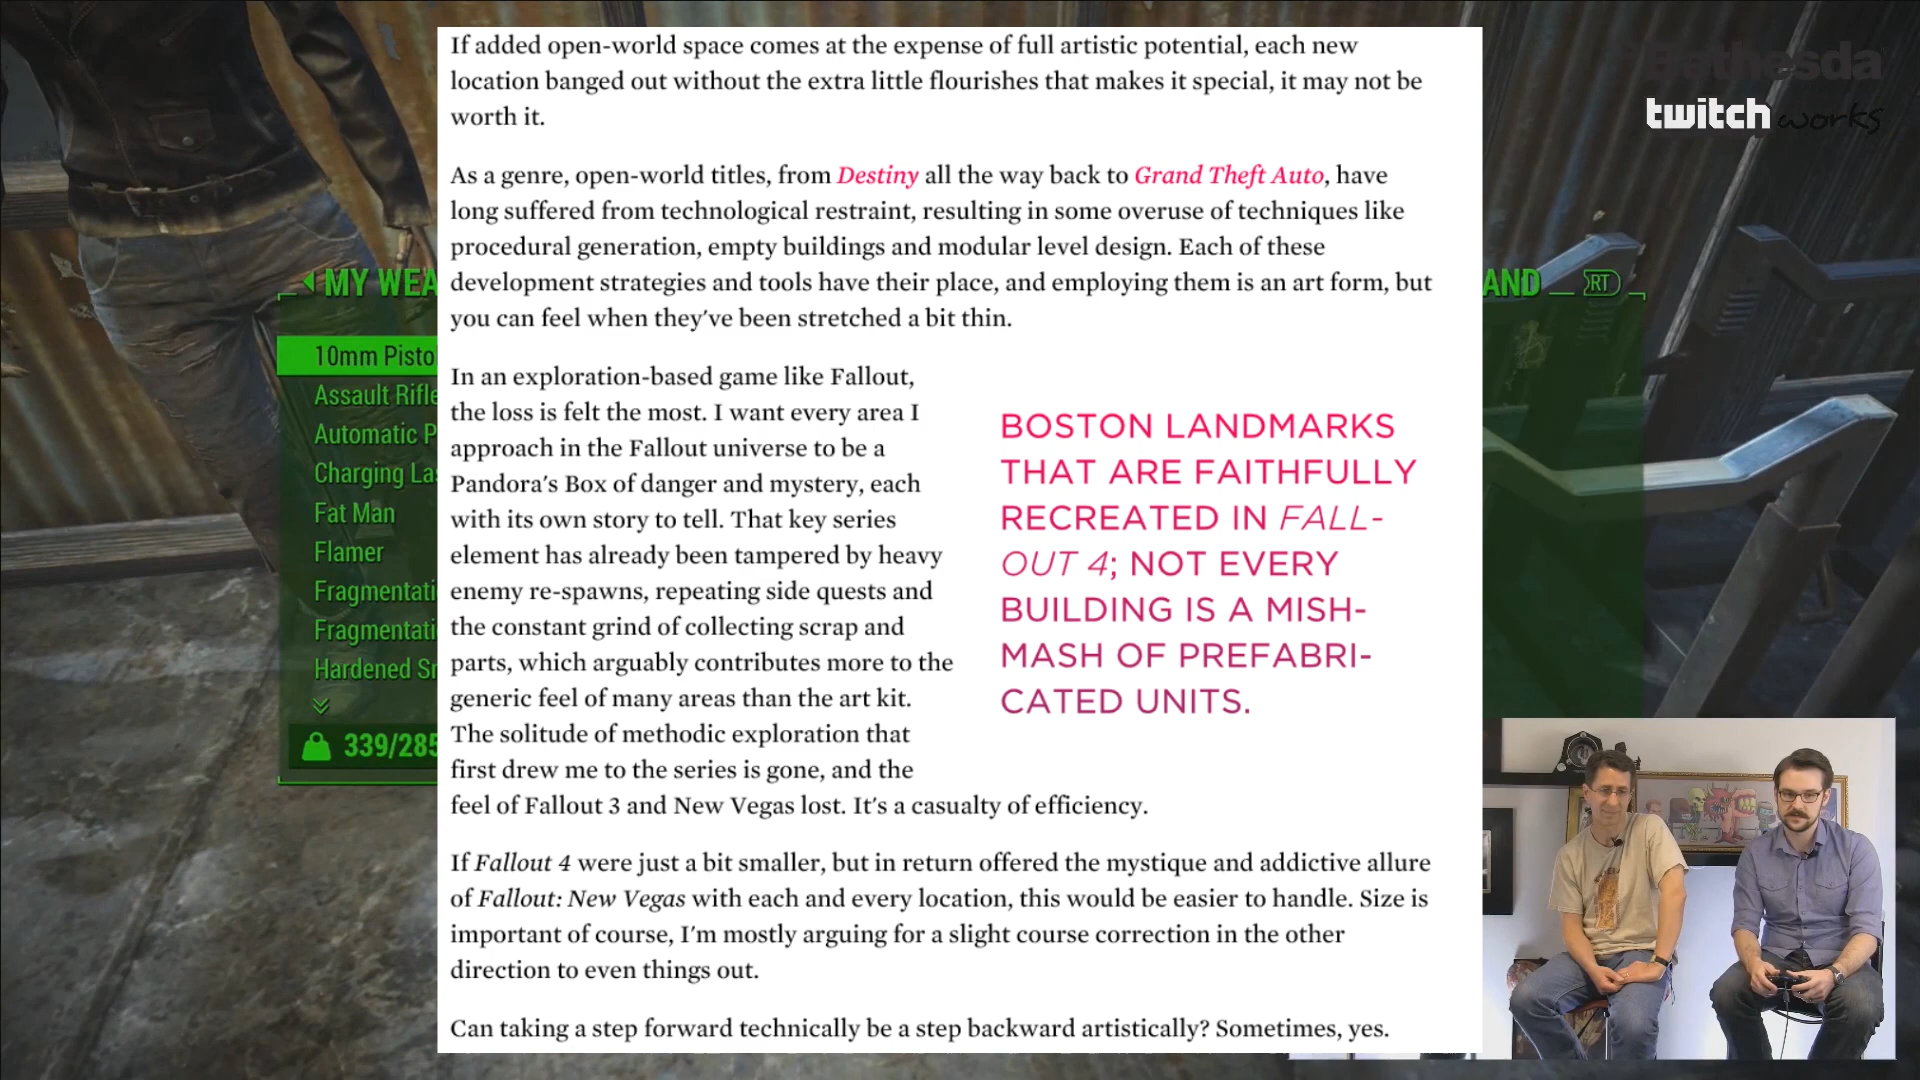 If added open-world space comes at the expense of full artistic potential, each new
location banged out without the extra little flourishes that makes it special, it may not be
worth it.
As a genre, open-world titles, from Destiny all the way back to Grand Theft Auto, have
long suffered from technological restraint, resulting in some overuse of techniques like
procedural generation, empty buildings and modular level design. Each of these
development strategies and tools have their place, and employing them is an art form, but
you can feel when they've been stretched a bit thin.
In an exploration-based game like Fallout,
the loss is felt the most. I want every area I
approach in the Fallout universe to be a
Pandora's Box of danger and mystery, each
with its own story to tell. That key series
element has already been tampered by heavy
enemy re-spawns, repeating side quests and
the constant grind of collecting scrap and
parts, which arguably contributes more to the
generic feel of many areas than the art kit.
The solitude of methodic exploration that
first drew me to the series is gone, and the
feel of Fallout 3 and New Vegas lost. It's a casualty of efficiency.
BOSTON LANDMARKS
THAT ARE FAITHFULLY
RECREATED IN FALL-
OUT 4; NOT EVERY
BUILDING IS A MISH-
MASH OF PREFABRI-
CATED UNITS.
If Fallout 4 were just a bit smaller, but in return offered the mystique and addictive allure
of Fallout: New Vegas with each and every location, this would be easier to handle. Size is
important of course, I'm mostly arguing for a slight course correction in the other
direction to even things out.
Can taking a step forward technically be a step backward artistically? Sometimes, yes.
MY WEA
10mm Pisto
Assault Rifle
Automatic P
Charging La
Fat Man
Flamer
Fragmentati
Fragmentati
Hardened Sn
339/285
AND
RT
Bethesda
twitch works